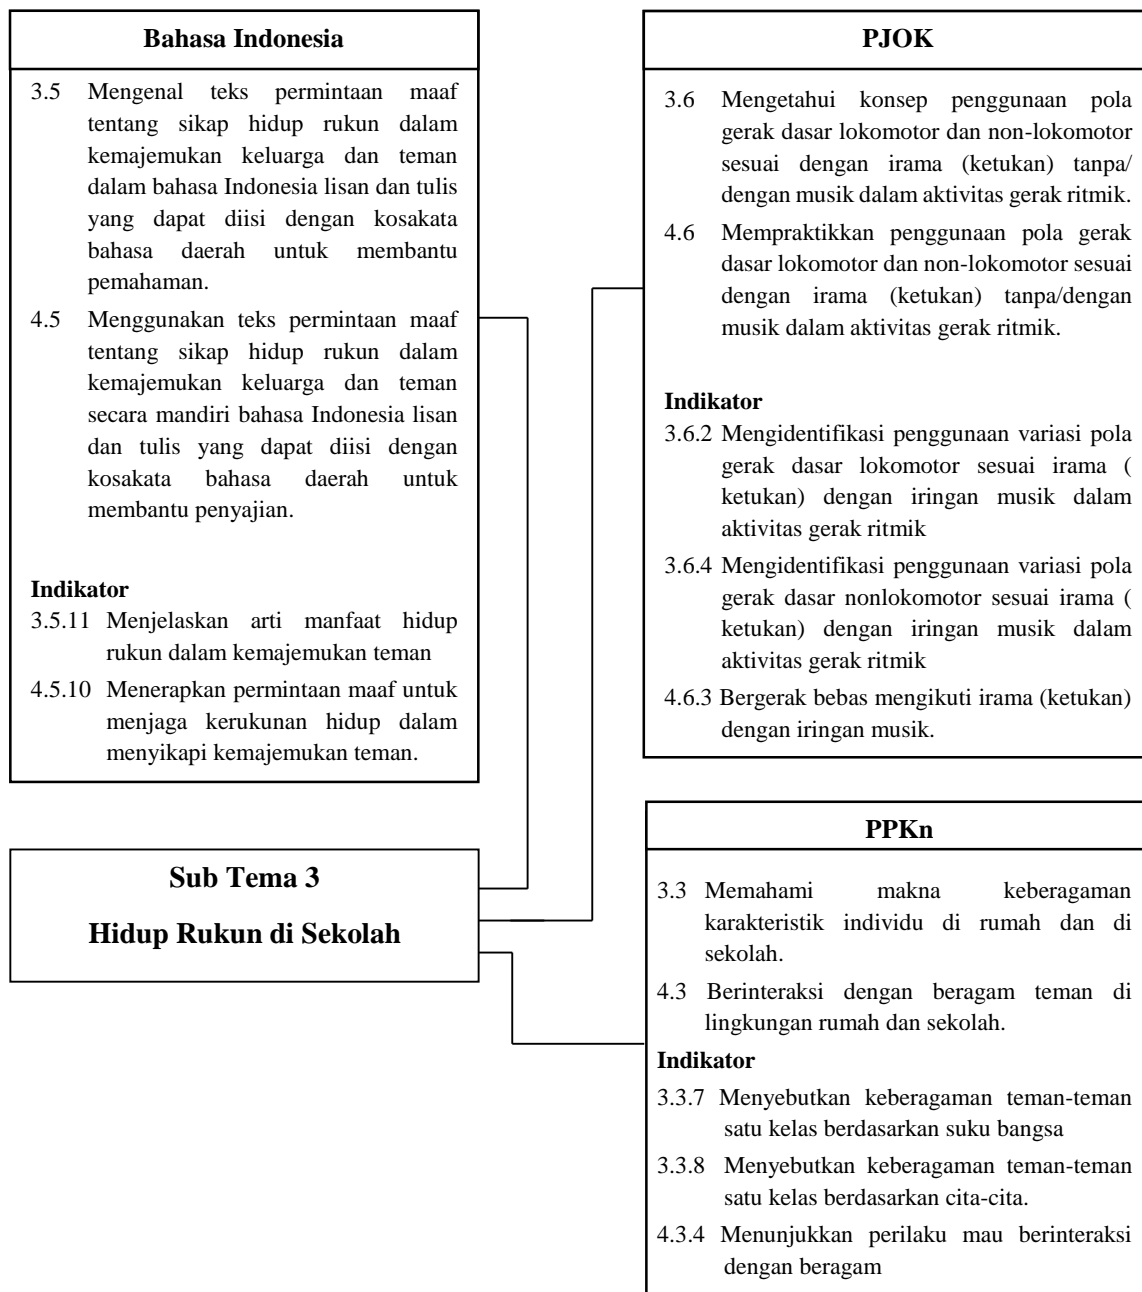 Bahasa Indonesia
3.5 Mengenal teks permintaan maaf
tentang sikap hidup rukun dalam
kemajemukan keluarga dan teman
dalam bahasa Indonesia lisan dan tulis
yang dapat diisi dengan kosakata
bahasa daerah untuk membantu
pemahaman.
4.5 Menggunakan teks permintaan maaf
tentang sikap hidup rukun dalam
kemajemukan keluarga dan teman
secara mandiri bahasa Indonesia lisan
dan tulis yang dapat diisi dengan
kosakata bahasa daerah untuk
membantu penyajian.
Indikator
3.5.11 Menjelaskan arti manfaat hidup
rukun dalam kemajemukan teman
4.5.10 Menerapkan permintaan maaf untuk
menjaga kerukunan hidup dalam
menyikapi kemajemukan teman.
PJOK
3.6 Mengetahui konsep penggunaan pola
gerak dasar lokomotor dan non-lokomotor
sesuai dengan irama (ketukan) tanpa/
dengan musik dalam aktivitas gerak ritmik.
4.6 Mempraktikkan penggunaan pola gerak
dasar lokomotor dan non-lokomotor sesuai
dengan irama (ketukan) tanpa/dengan
musik dalam aktivitas gerak ritmik.
Indikator
3.6.2 Mengidentifikasi penggunaan variasi pola
gerak dasar lokomotor sesuai irama (
ketukan) dengan iringan musik dalam
aktivitas gerak ritmik
3.6.4 Mengidentifikasi penggunaan variasi pola
gerak dasar nonlokomotor sesuai irama (
ketukan) dengan iringan musik dalam
aktivitas gerak ritmik
4.6.3 Bergerak bebas mengikuti irama (ketukan)
dengan iringan musik.
Sub Tema 3
Hidup Rukun di Sekolah
PPKn
3.3 Memahami makna keberagaman
karakteristik individu di rumah dan di
sekolah.
4.3 Berinteraksi dengan beragam teman di
lingkungan rumah dan sekolah.
Indikator
3.3.7 Menyebutkan keberagaman teman-teman
satu kelas berdasarkan suku bangsa
3.3.8 Menyebutkan keberagaman teman-teman
satu kelas berdasarkan cita-cita.
4.3.4 Menunjukkan perilaku mau berinteraksi
dengan beragam